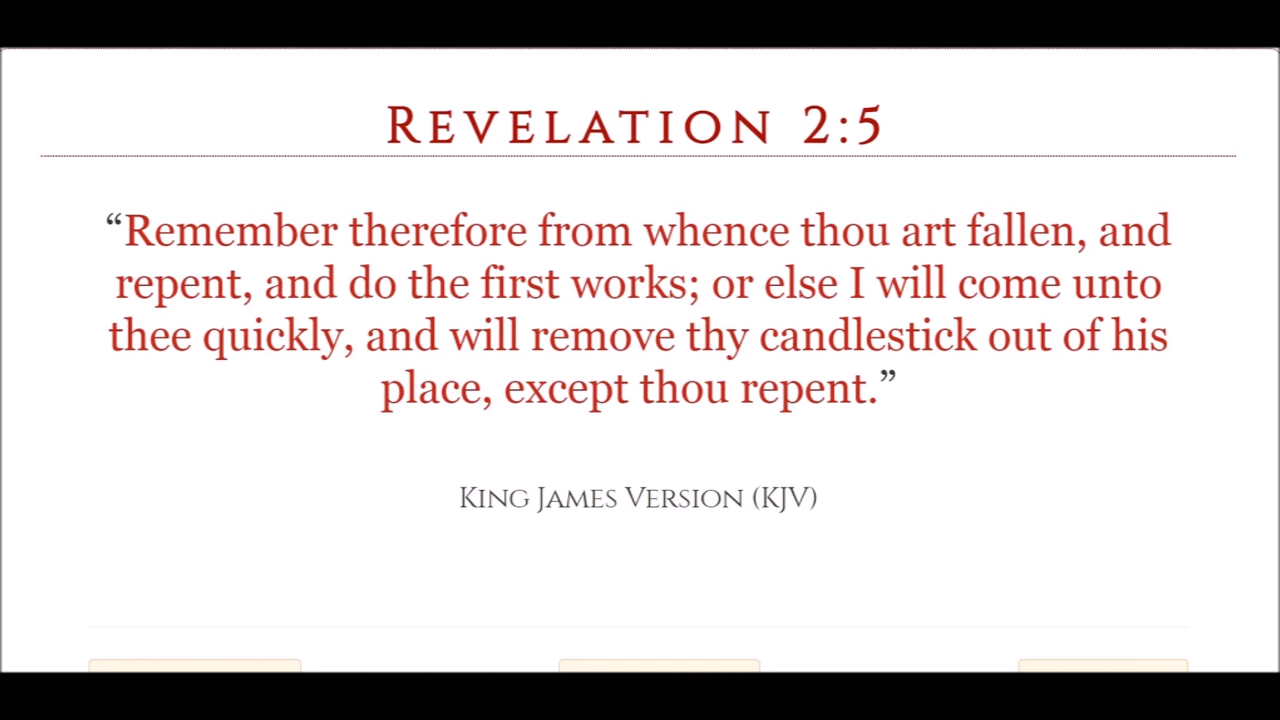 Revelation 2:5
“Remember therefore from whence thou art fallen, and
repent, and do the first works; or else I will come unto
thee quickly, and will remove thy candlestick out of his
place, except thou repent.”
King James Version (KJV)